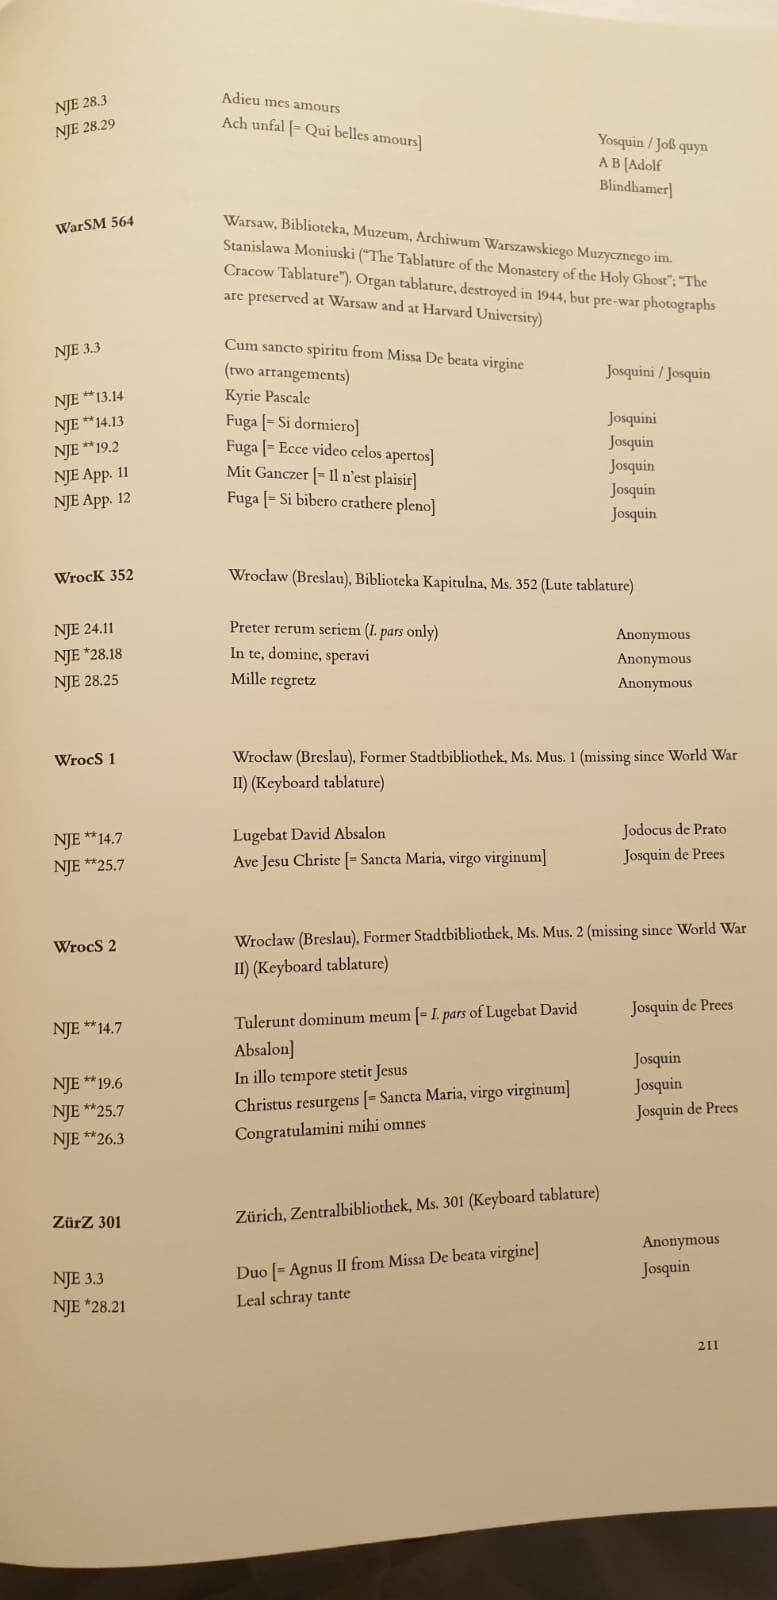 NJE 28.3 Adieu mes amours Yosquin / Joß quyn
NJE 28.29 Ach unfal [= Qui belles amours] A B [Adolf
Blindhamer]
WarSM 564 Warsaw, Biblioteka, Muzeum, Archiwum Warszawskiego Muzycznego im.
Stanislawa Moniuski (“The Tablature of the Monastery of the Holy Ghost”; “The
Cracow Tablature”). Organ tablature, destroyed in 1944, but pre-war photographs
are preserved at Warsaw and at Harvard University)
NJE 3.3 Cum sancto spiritu from Missa De beata virgine Josquini / Josquin
(two arrangements)
NJE **13.14 Kyrie Pascale Josquini
NJE **14.13 Fuga [= Si dormiero] Josquin
NJE **19.2 Fuga [= Ecce video celos apertos] Josquin
NJE App. 11 Mit Ganczer [= Il n’est plaisir] Josquin
NJE App. 12 Fuga [= Si bibero crathere pleno] Josquin
WrocK 352 Wrocław (Breslau), Biblioteka Kapitulna, Ms. 352 (Lute tablature)
NJE 24.11 Preter rerum seriem (I. pars only) Anonymous
NJE *28.18 In te, domine, speravi Anonymous
NJE 28.25 Mille regretz Anonymous
WrocS 1 Wrocław (Breslau), Former Stadtbibliothek, Ms. Mus. 1 (missing since World War
II) (Keyboard tablature)
NJE **14.7 Lugebat David Absalon Jodocus de Prato
NJE **25.7 Ave Jesu Christe [= Sancta Maria, virgo virginum] Josquin de Prees
WrocS 2 Wrocław (Breslau), Former Stadtbibliothek, Ms. Mus. 2 (missing since World War
II) (Keyboard tablature)
NJE **14.7 Tulerunt dominum meum [= I. pars of Lugebat David Josquin de Prees
Absalon]
NJE **19.6 In illo tempore stetit Jesus Josquin
NJE **25.7 Christus resurgens [= Sancta Maria, virgo virginum] Josquin
NJE **26.3 Congratulamini mihi omnes Josquin de Prees
ZürZ 301 Zürich, Zentralbibliothek, Ms. 301 (Keyboard tablature)
NJE 3.3 Duo [= Agnus II from Missa De beata virgine] Anonymous
NJE *28.21 Leal schray tante Josquin
211